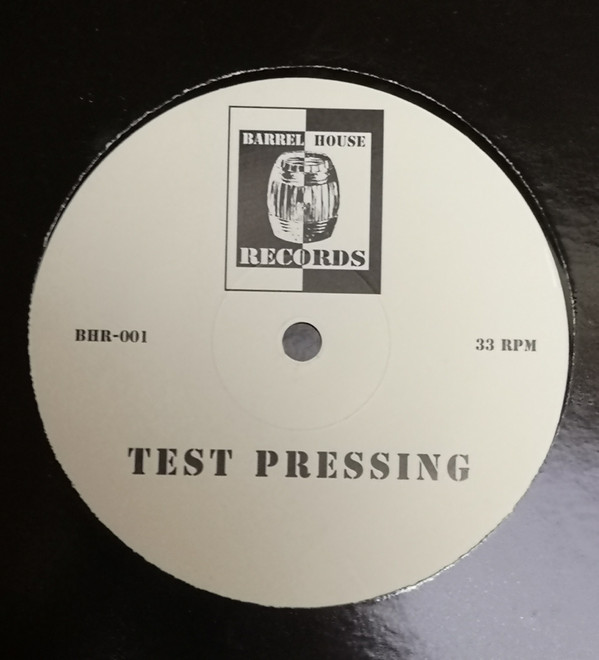 BARREL HOUSE
RECORDS
BHR-001
33 RPM
TEST PRESSING